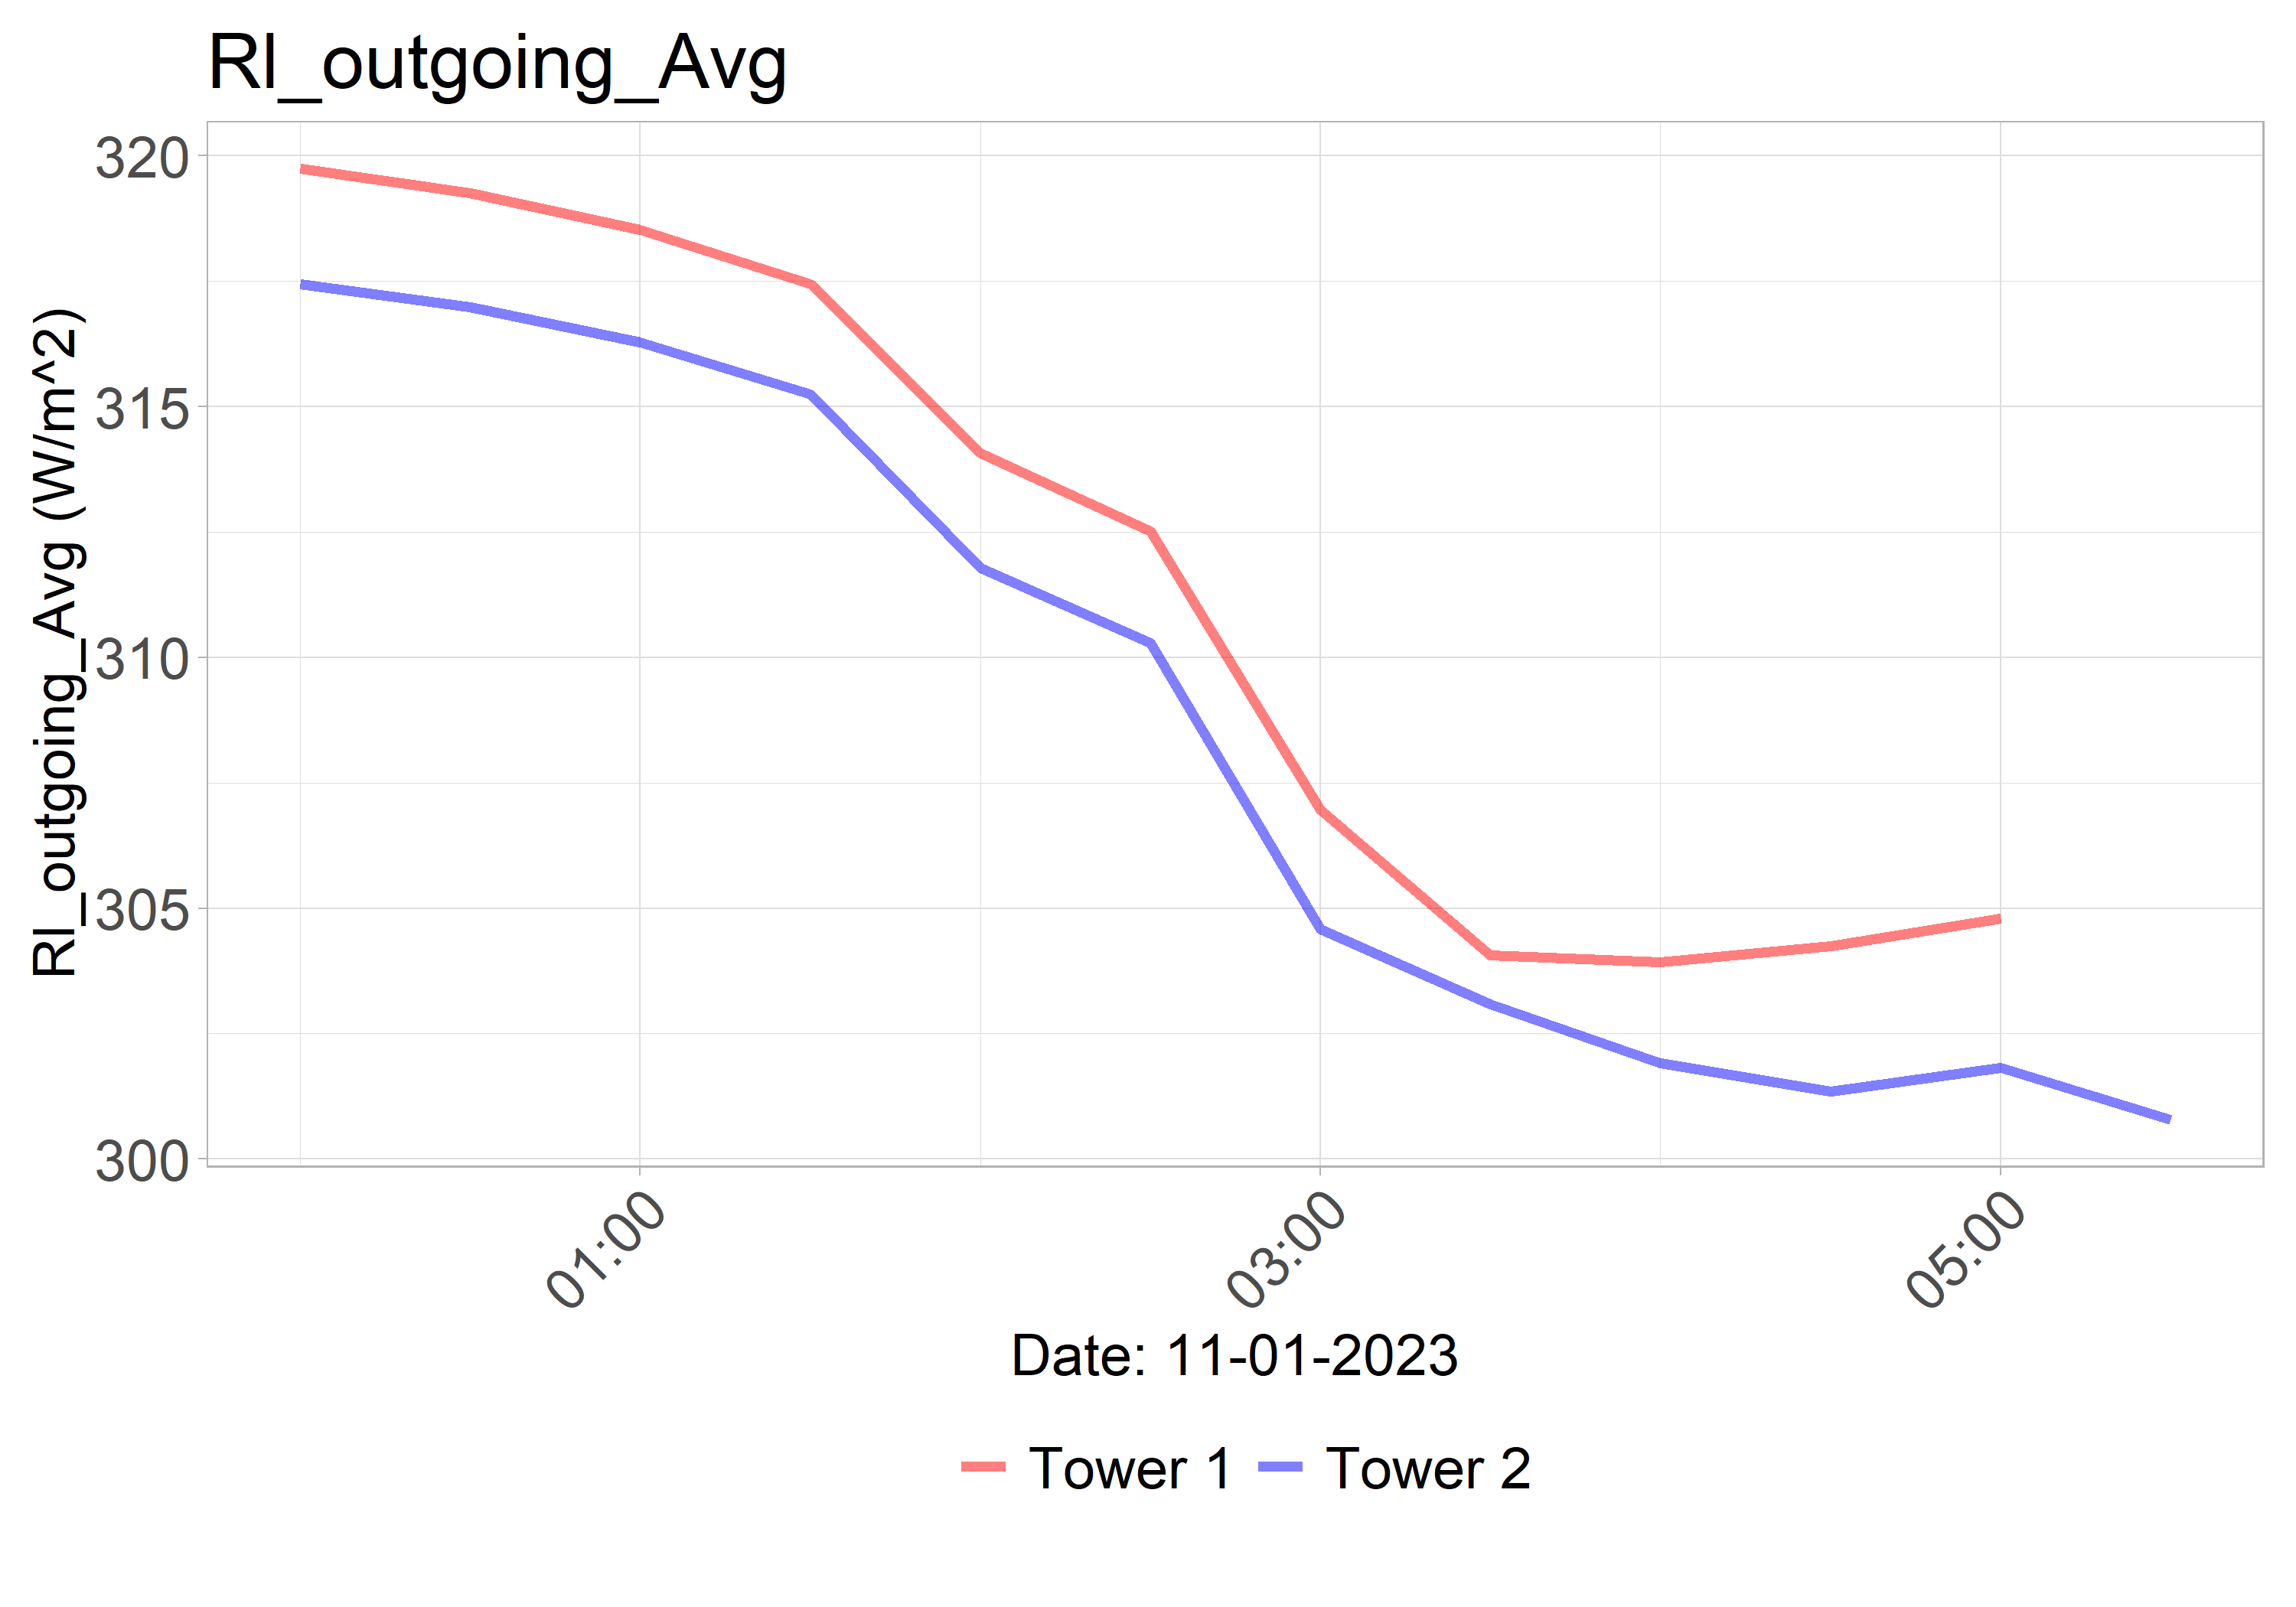 Rl_outgoing_Avg
Rl_outgoing_Avg (W/m^2)
320
315
310
305
300
01:00
03:00
05:00
Date: 11-01-2023
Tower 1
Tower 2